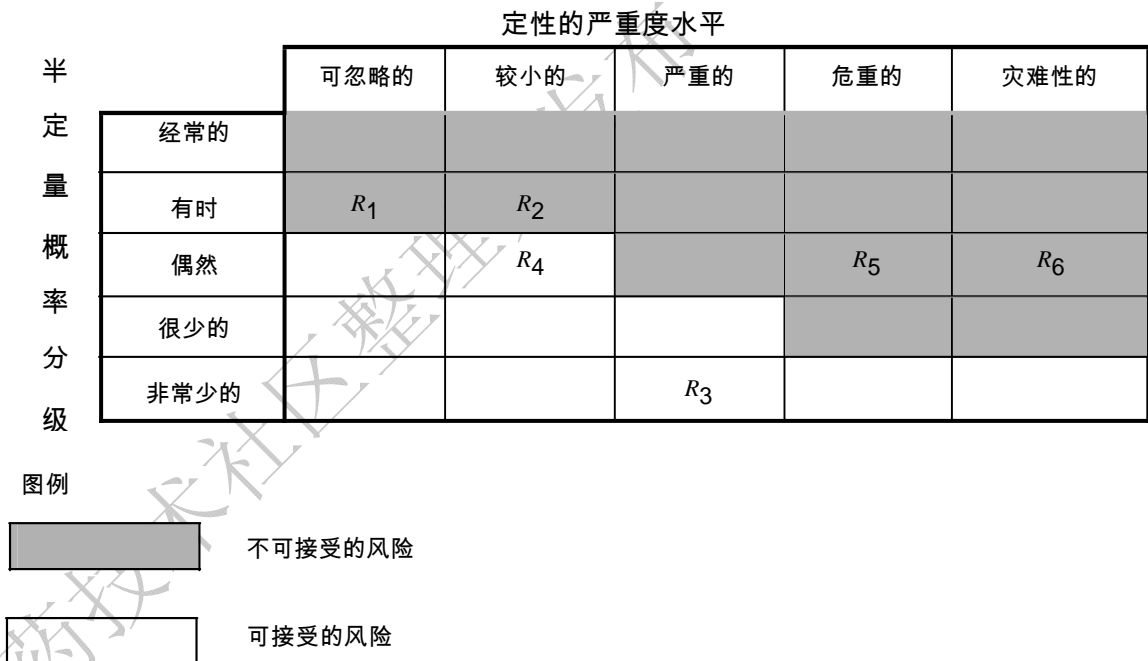 定性的严重度水平
半定量概率分级
可忽略的 较小的 严重的 危重的 灾难性的
经常的
有时 R1 R2
偶然 R4 R5 R6
很少的
非常少的 R3
图例
不可接受的风险
可接受的风险